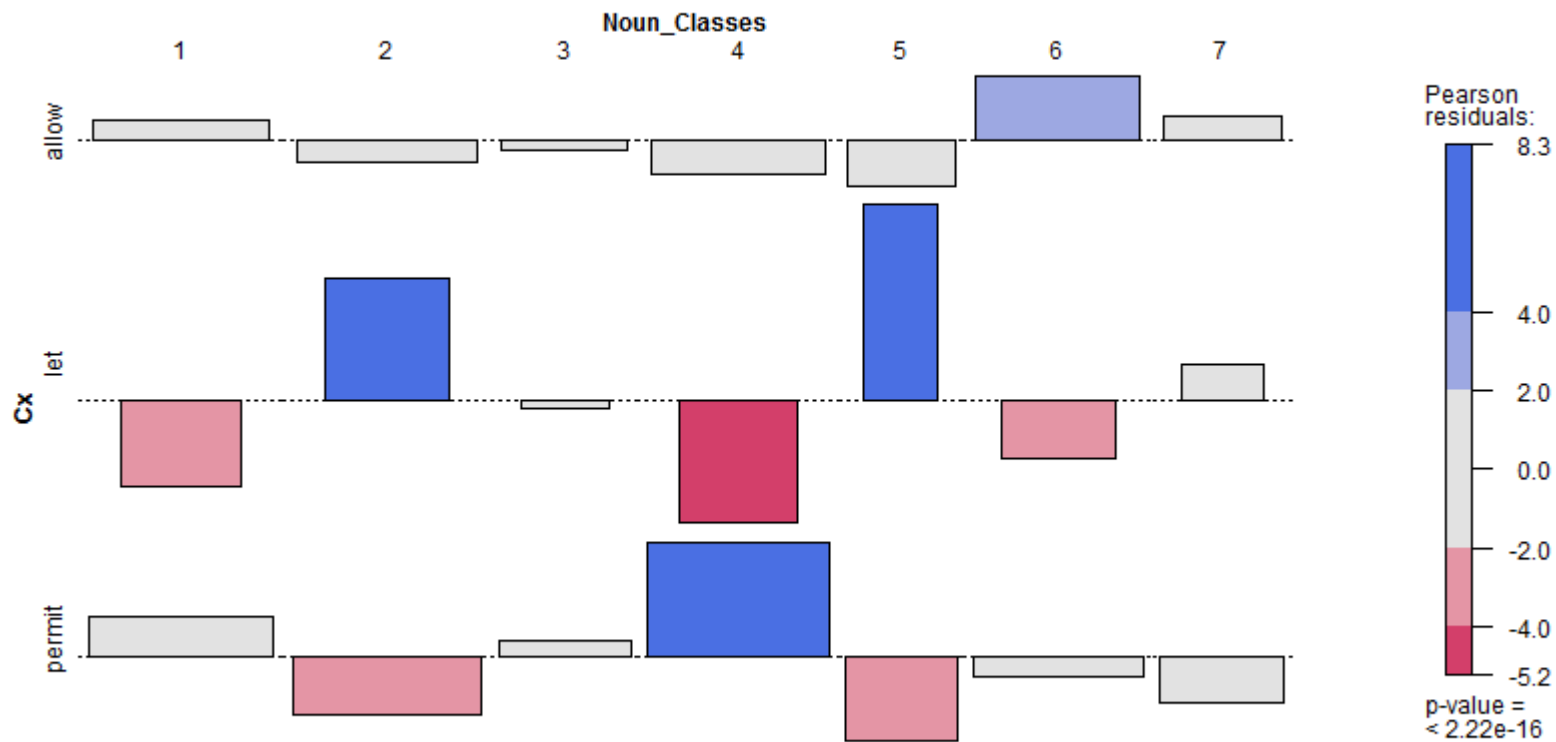 Noun_Classes
1 2 3 4 5 6 7
allow
let
permit
Cx
Pearson
residuals:
8.3
4.0
2.0
0.0
-2.0
-4.0
-5.2
p-value =
< 2.22e-16